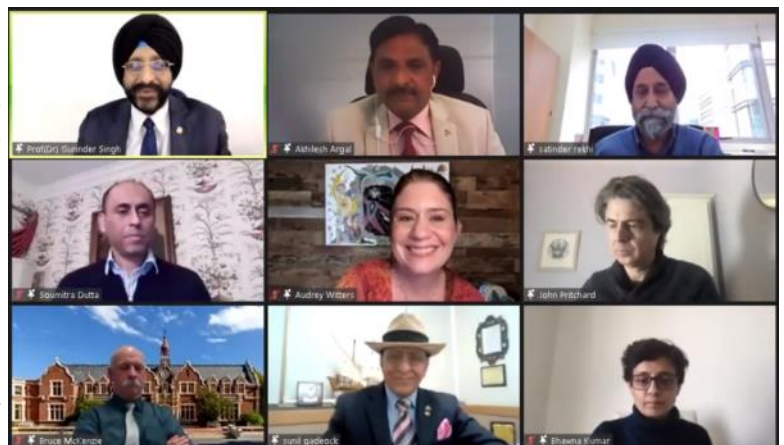 Prof(Dr) Gurinder Singh
Akhilesh Argal
satinder rekhi
Soumitra Dutta
Audrey Witters
John Pritchard
Bruce McKenzie
sunil gadeock
Bhawna Kumar